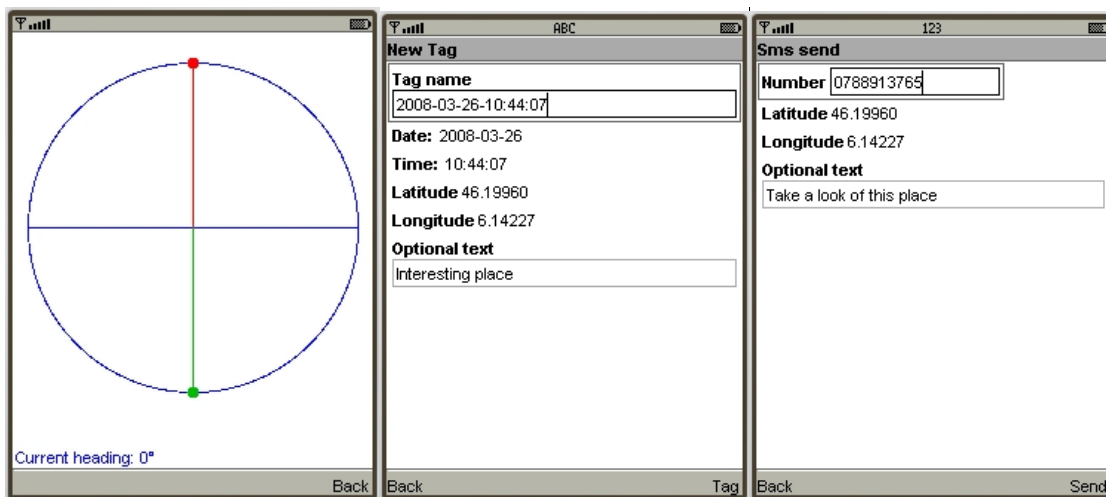 Current heading: 0°
Back
ABC
New Tag
Tag name
2008-03-26-10:44:07
Date: 2008-03-26
Time: 10:44:07
Latitude 46.19960
Longitude 6.14227
Optional text
Interesting place
Back Tag
123
Sms send
Number 0788913765
Latitude 46.19960
Longitude 6.14227
Optional text
Take a look of this place
Back Send